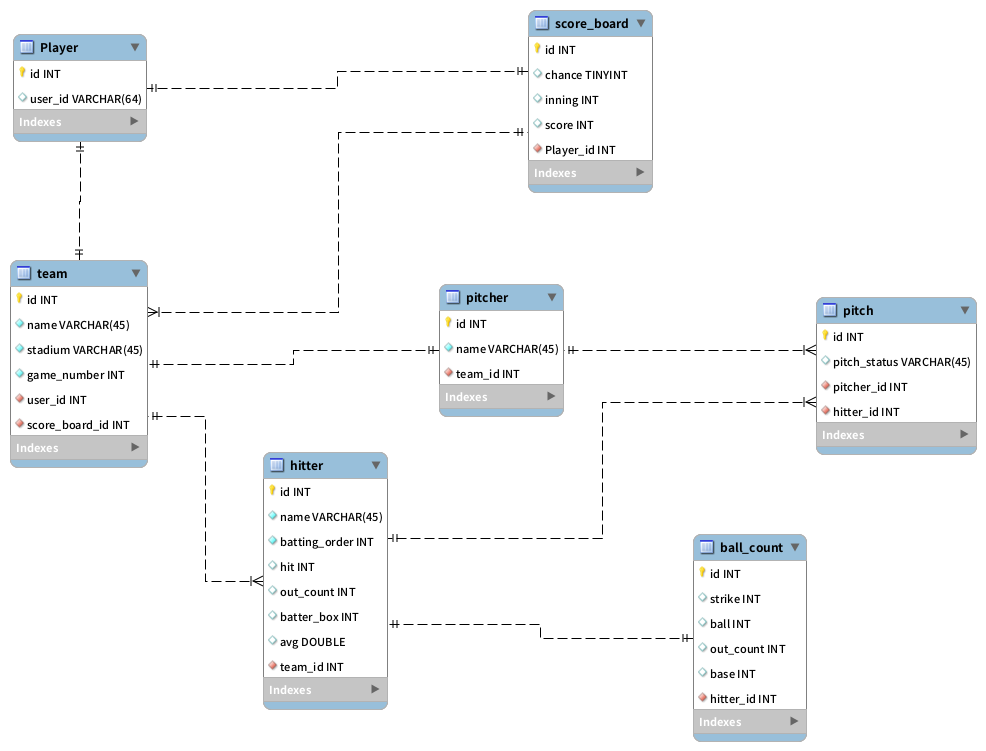 Player
id INT
user_id VARCHAR(64)
Indexes
score_board
id INT
chance TINYINT
inning INT
score INT
Player_id INT
Indexes
team
id INT
name VARCHAR(45)
stadium VARCHAR(45)
game_number INT
user_id INT
score_board_id INT
Indexes
pitcher
id INT
name VARCHAR(45)
team_id INT
Indexes
pitch
id INT
pitch_status VARCHAR(45)
pitcher_id INT
hitter_id INT
Indexes
hitter
id INT
name VARCHAR(45)
batting_order INT
hit INT
out_count INT
batter_box INT
avg DOUBLE
team_id INT
Indexes
ball_count
id INT
strike INT
ball INT
out_count INT
base INT
hitter_id INT
Indexes